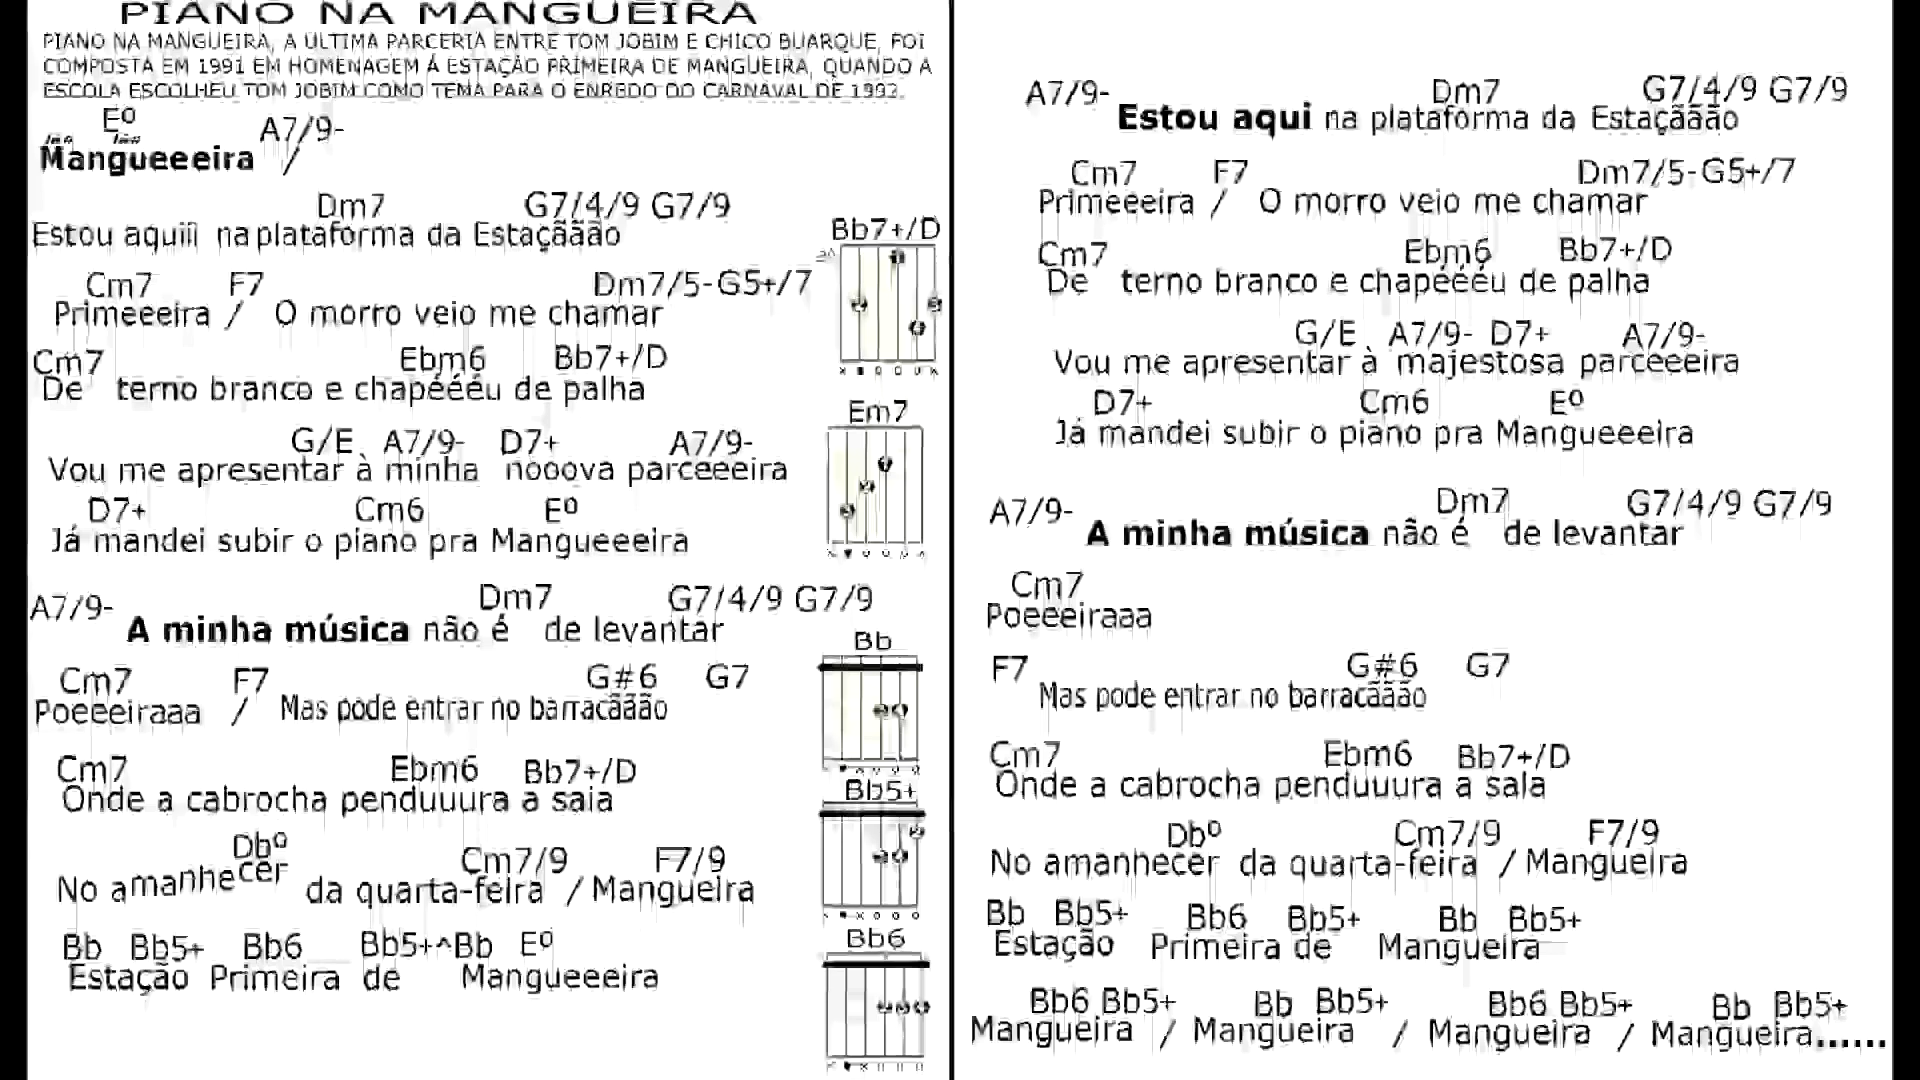 PIANO NA MANGUEIRA
PIANO NA MANGUEIRA, A ULTIMA PARCERIA ENTRE TOM JOBIM E CHICO BUARQUE, FOI
COMPOSTA EM 1991 EM HOMENAGEM Á ESTAÇÃO PRIMEIRA DE MANGUEIRA, QUANDO A
ESCOLA ESCOLHEU TOM JOBIM COMO TEMA PARA O ENREDO DO CARNAVAL DE 1992.
Eº A7/9-
Mangueeeira /
Dm7 G7/4/9 G7/9
Estou aquiii na plataforma da Estaçãããão
Cm7 F7 Dm7/5- G5+/7
Primeeeira / O morro veio me chamar
Cm7 Ebm6 Bb7+/D
De terno branco e chapéééu de palha
G/E A7/9- D7+ A7/9-
Vou me apresentar à minha nooova parceeeira
D7+ Cm6 Eº
Já mandei subir o piano pra Mangueeeira
A7/9- Dm7 G7/4/9 G7/9
A minha música não é de levantar
Cm7 F7 G#6 G7
Poeeeiraaa / Mas pode entrar no barracãããão
Cm7 Ebm6 Bb7+/D
Onde a cabrocha penduuura a saia
Dbº Cm7/9 F7/9
No amanhecer da quarta-feira / Mangueira
Bb Bb5+ Bb6 Bb5+^Bb Eº
Estação Primeira de Mangueeeira
Bb7+/D
Em7
Bb
Bb5+
Bb6
A7/9- Dm7 G7/4/9 G7/9
Estou aqui na plataforma da Estaçãããão
Cm7 F7 Dm7/5- G5+/7
Primeeeira / O morro veio me chamar
Cm7 Ebm6 Bb7+/D
De terno branco e chapéééu de palha
G/E A7/9- D7+ A7/9-
Vou me apresentar à majestosa parceeeira
D7+ Cm6 Eº
Já mandei subir o piano pra Mangueeeira
A7/9- Dm7 G7/4/9 G7/9
A minha música não é de levantar
Cm7
Poeeeiraaa
F7 G#6 G7
Mas pode entrar no barracãããão
Cm7 Ebm6 Bb7+/D
Onde a cabrocha penduuura a saia
Dbº Cm7/9 F7/9
No amanhecer da quarta-feira / Mangueira
Bb Bb5+ Bb6 Bb5+ Bb Bb5+
Estação Primeira de Mangueira
Bb6 Bb5+ Bb Bb5+ Bb6 Bb5+ Bb Bb5+
Mangueira / Mangueira / Mangueira / Mangueira......